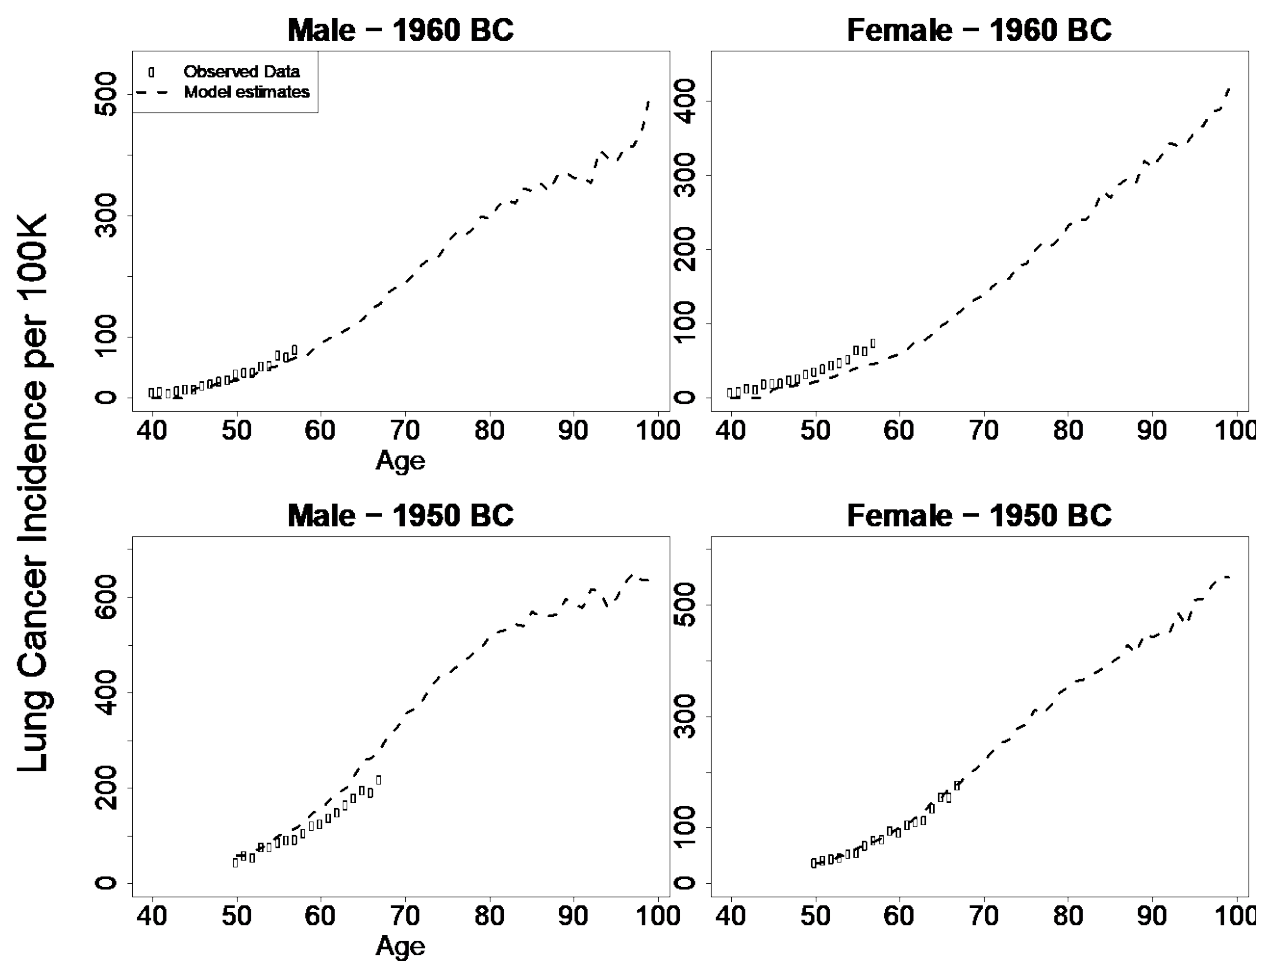 Male − 1960 BC
Female − 1960 BC
Observed Data
Model estimates
Lung Cancer Incidence per 100K
500
300
100
0
40 50 60 70 80 90 100
Age
400
300
200
100
0
40 50 60 70 80 90 100
Male − 1950 BC
Female − 1950 BC
600
400
200
0
40 50 60 70 80 90 100
Age
500
300
100
0
40 50 60 70 80 90 100